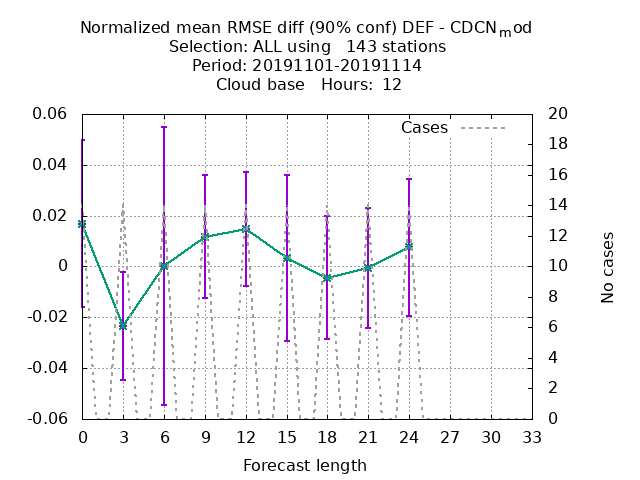 Normalized mean RMSE diff (90% conf) DEF - CDCNmod
Selection: ALL using 143 stations
Period: 20191101-20191114
Cloud base Hours: 12
Cases
0.06
0.04
0.02
0
-0.02
-0.04
-0.06
20
18
16
14
12
10
8
6
4
2
0
No cases
0 3 6 9 12 15 18 21 24 27 30 33
Forecast length